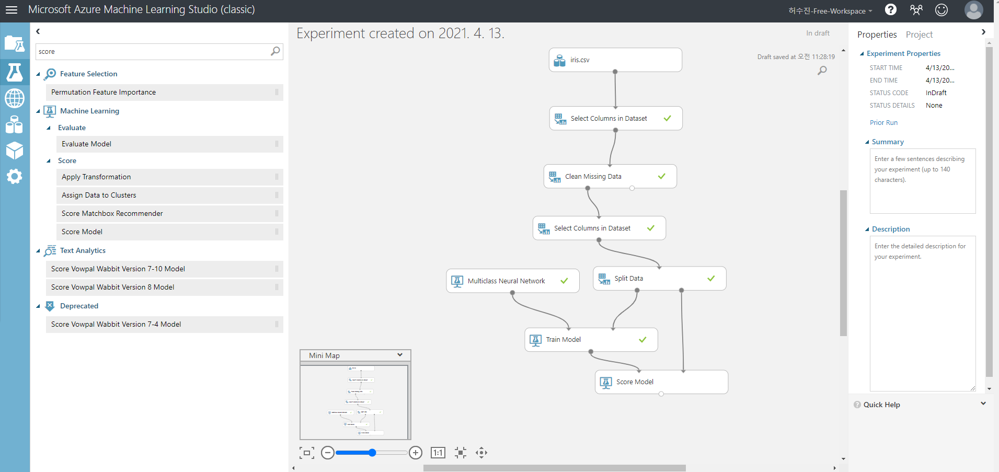 Microsoft Azure Machine Learning Studio (classic)
허수진-Free-Workspace
score
Feature Selection
Permutation Feature Importance
Machine Learning
Evaluate
Evaluate Model
Score
Apply Transformation
Assign Data to Clusters
Score Matchbox Recommender
Score Model
Text Analytics
Score Vowpal Wabbit Version 7-10 Model
Score Vowpal Wabbit Version 8 Model
Deprecated
Score Vowpal Wabbit Version 7-4 Model
Experiment created on 2021. 4. 13.
In draft
Draft saved at 오전 11:28:19
iris.csv
Select Columns in Dataset
Clean Missing Data
Select Columns in Dataset
Multiclass Neural Network
Split Data
Train Model
Score Model
Mini Map
1:1
Properties Project
Experiment Properties
START TIME 4/13/20...
END TIME 4/13/20...
STATUS CODE InDraft
STATUS DETAILS None
Prior Run
Summary
Enter a few sentences describing
your experiment (up to 140
characters).
Description
Enter the detailed description for
your experiment.
Quick Help